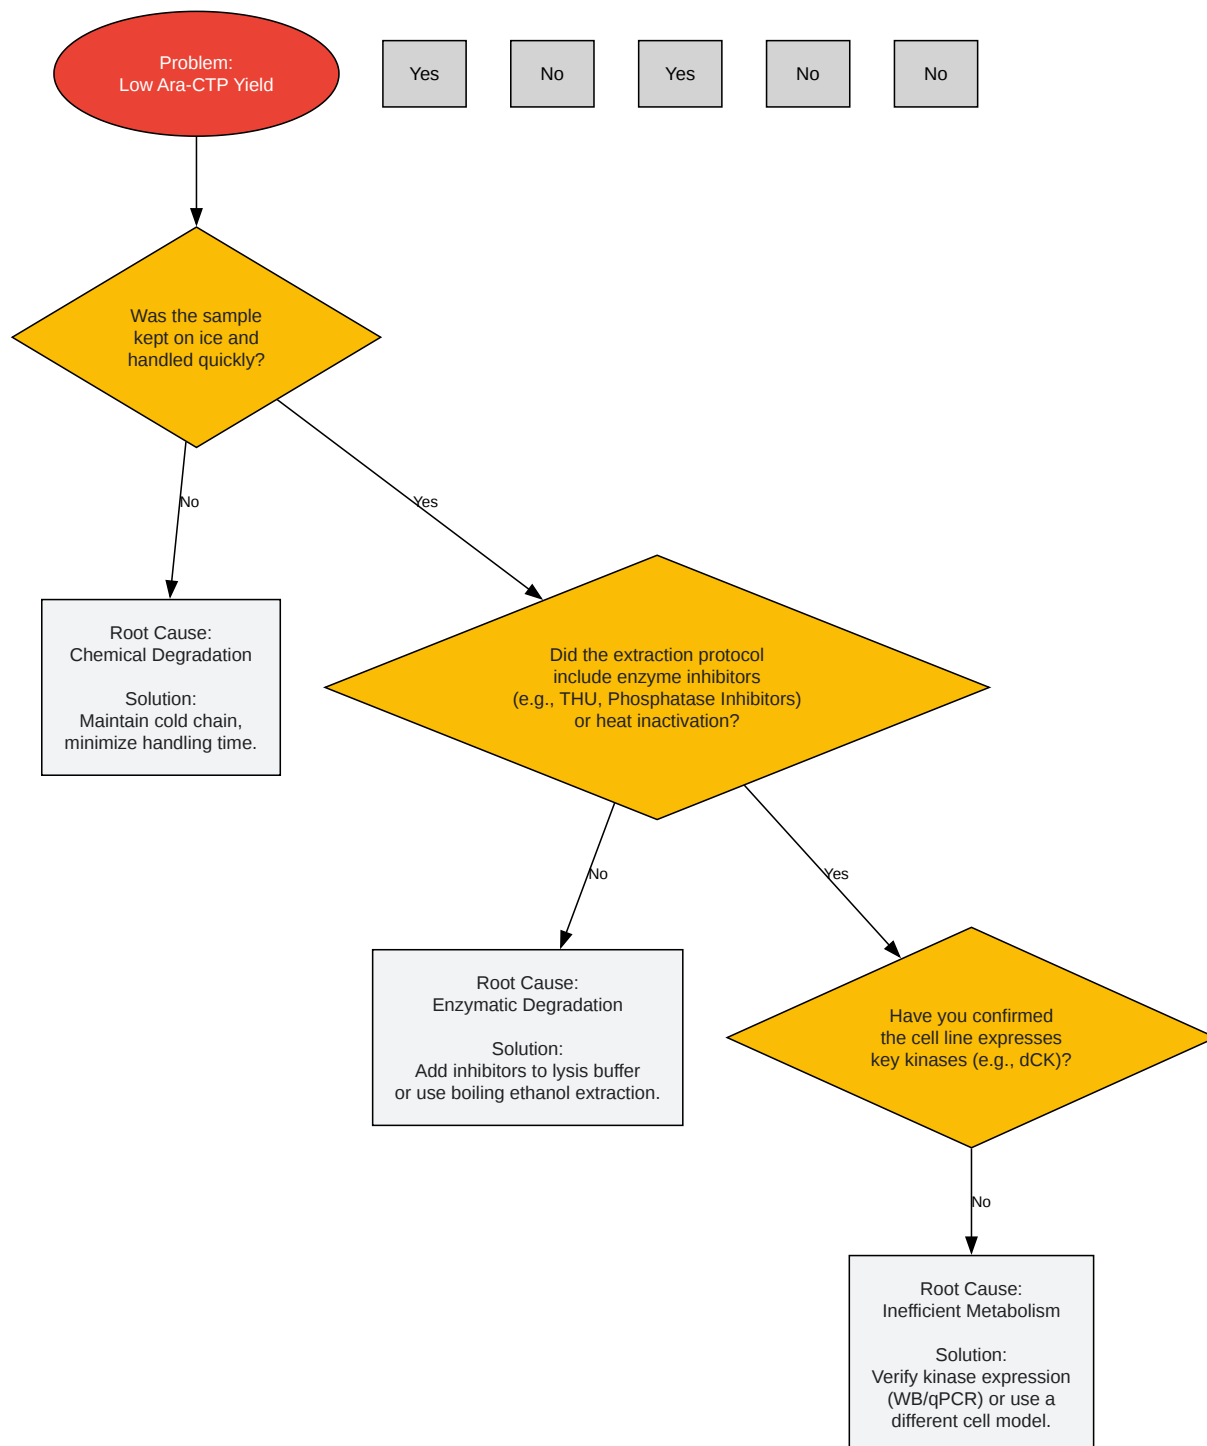 Problem:
Low Ara-CTP Yield
Yes
No
Yes
No
No
Was the sample
kept on ice and
handled quickly?
No
Yes
Root Cause:
Chemical Degradation
Solution:
Maintain cold chain,
minimize handling time.
Did the extraction protocol
include enzyme inhibitors
(e.g., THU, Phosphatase Inhibitors)
or heat inactivation?
No
Yes
Root Cause:
Enzymatic Degradation
Solution:
Add inhibitors to lysis buffer
or use boiling ethanol extraction.
Have you confirmed
the cell line expresses
key kinases (e.g., dCK)?
No
Root Cause:
Inefficient Metabolism
Solution:
Verify kinase expression
(WB/qPCR) or use a
different cell model.